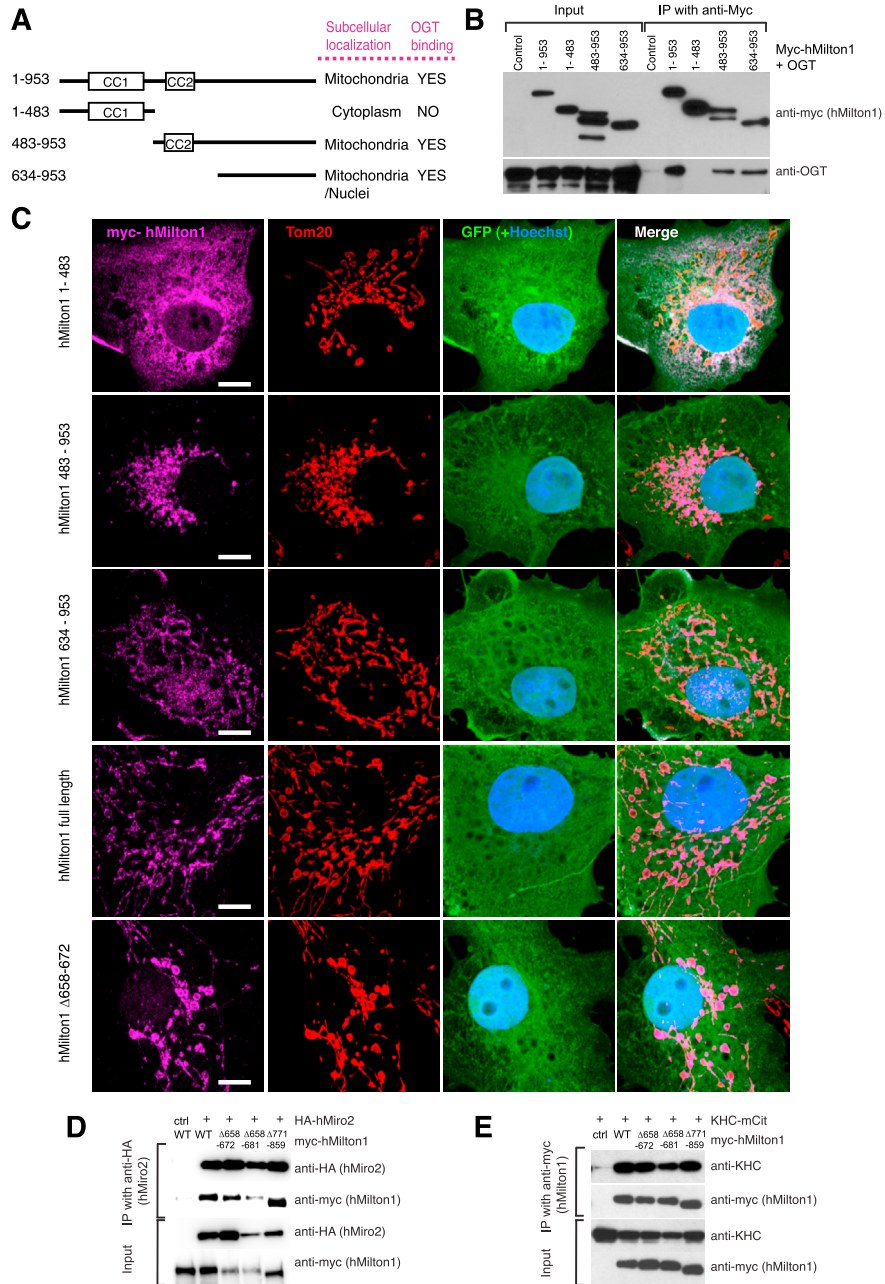 A
Subcellular localization
OGT binding
1-953
CC1
CC2
Mitochondria
YES
1-483
CC1
Cytoplasm
NO
483-953
CC2
Mitochondria
YES
634-953
Mitochondria /Nuclei
YES
B
Input
IP with anti-Myc
Control
1- 953
1- 483
483-953
634-953
Control
1- 953
1- 483
483-953
634-953
Myc-hMilton1 + OGT
anti-myc (hMilton1)
anti-OGT
C
myc- hMilton1
Tom20
GFP (+Hoechst)
Merge
hMilton1 1- 483
hMilton1 483 - 953
hMilton1 634 - 953
hMilton1 full length
hMilton1 Δ658-672
D
ctrl + + + + HA-hMiro2
WT WT Δ658 -672 Δ658 -681 Δ771 -859 myc-hMilton1
IP with anti-HA (hMiro2)
anti-HA (hMiro2)
anti-myc (hMilton1)
Input
anti-HA (hMiro2)
anti-myc (hMilton1)
E
+ + + + + KHC-mCit
ctrl WT Δ658 -672 Δ658 -681 Δ771 -859 myc-hMilton1
IP with anti-myc (hMilton1)
anti-KHC
anti-myc (hMilton1)
Input
anti-KHC
anti-myc (hMilton1)